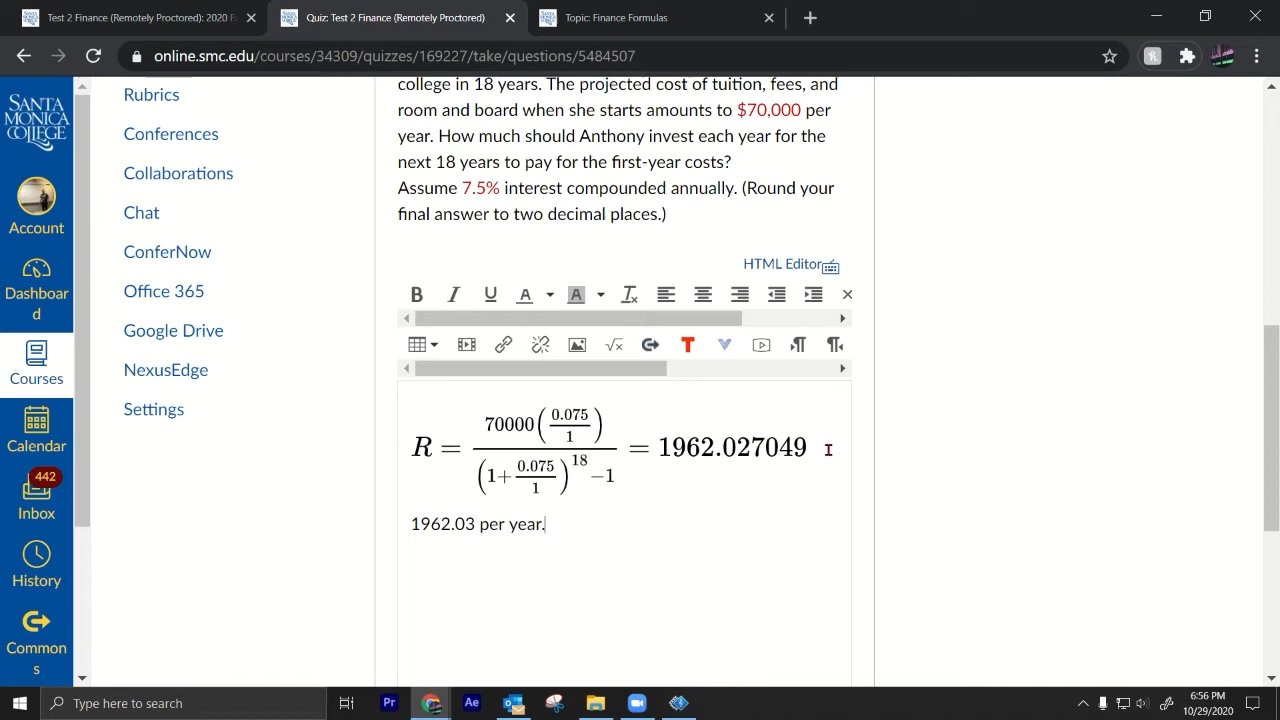 Test 2 Finance (Remotely Proctored): 2020 F
Quiz: Test 2 Finance (Remotely Proctored)
Topic: Finance Formulas
online.smc.edu/courses/34309/quizzes/169227/take/questions/5484507
SANTA
MONICA
COLLEGE
Account
Dashboar
d
Courses
Calendar
442
Inbox
History
Common
s
Rubrics
Conferences
Collaborations
Chat
ConferNow
Office 365
Google Drive
NexusEdge
Settings
college in 18 years. The projected cost of tuition, fees, and
room and board when she starts amounts to $70,000 per
year. How much should Anthony invest each year for the
next 18 years to pay for the first-year costs?
Assume 7.5% interest compounded annually. (Round your
final answer to two decimal places.)
HTML Editor
R = 70000(0.075/1) / (1+0.075/1)^18 −1 = 1962.027049
1962.03 per year.
Type here to search
6:56 PM
10/29/2020